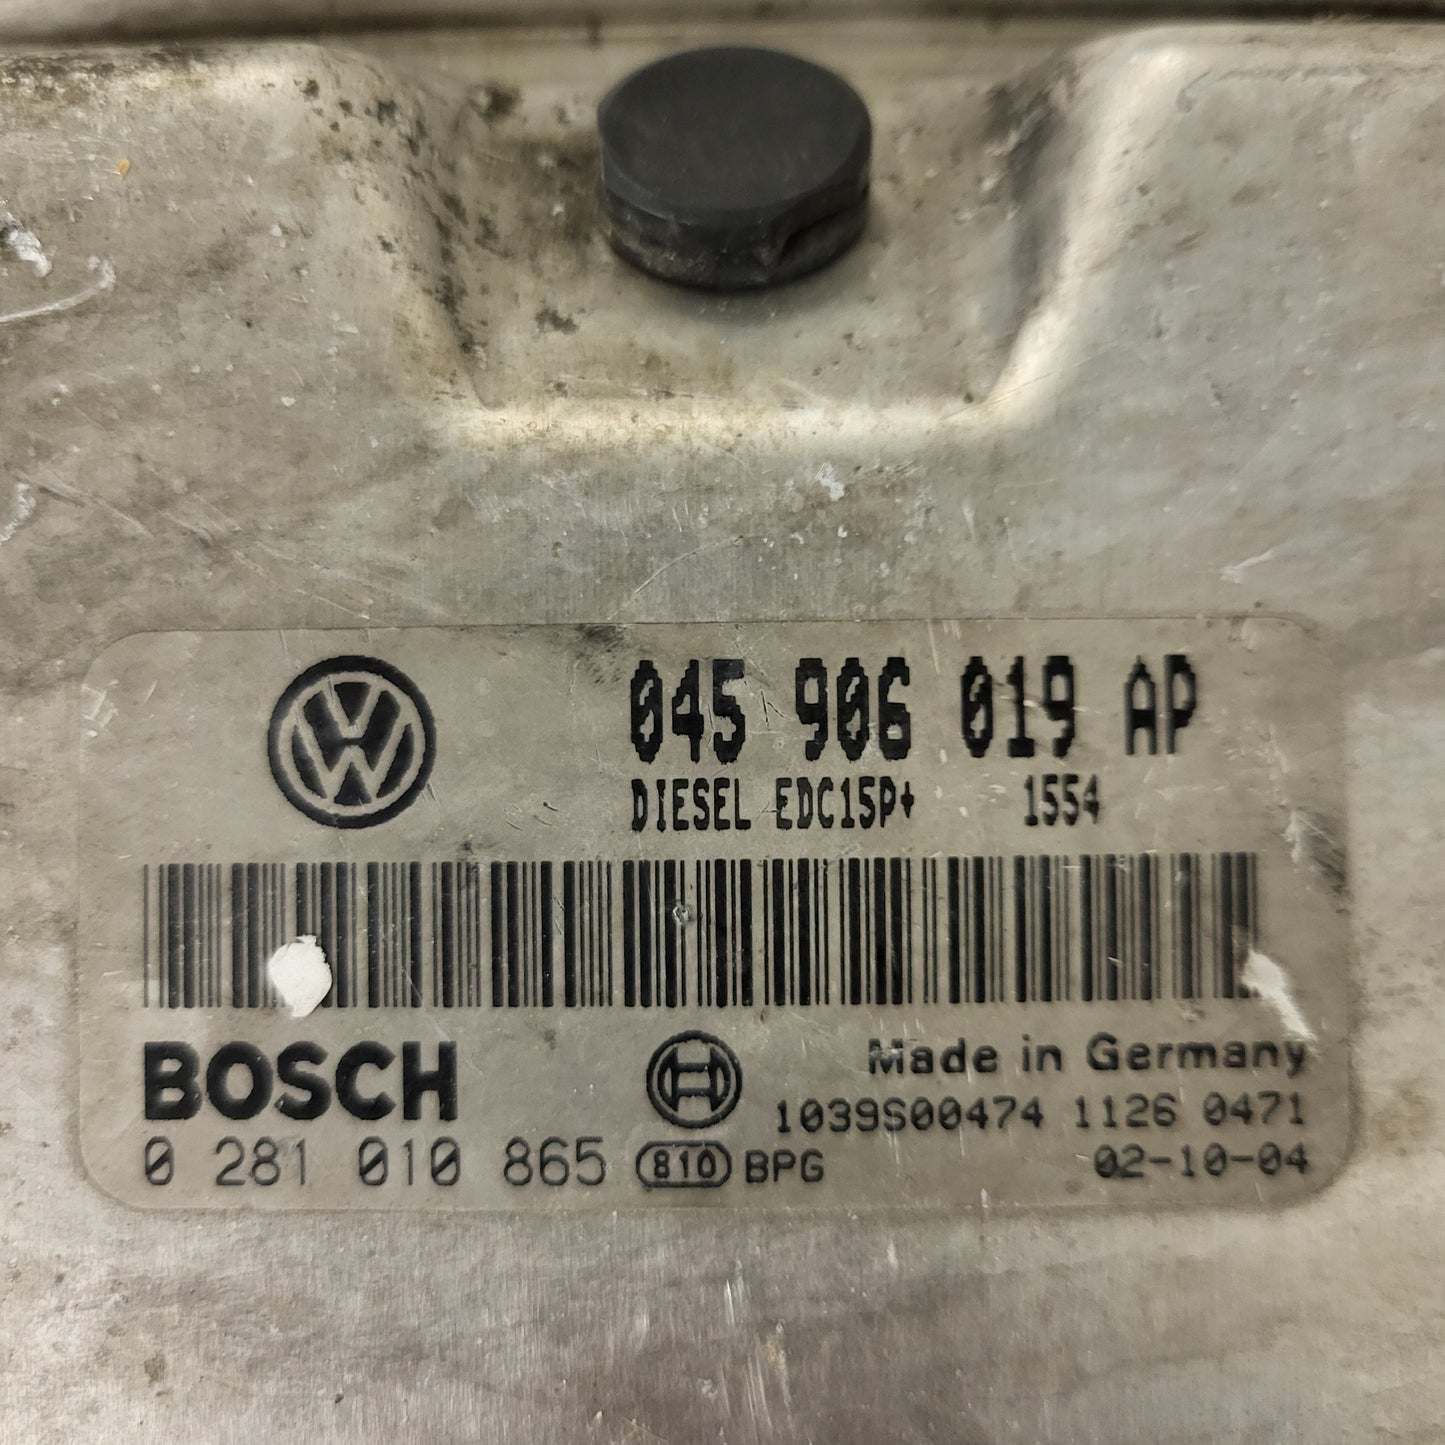 045 906 019 AP
DIESEL EDC15P+ 1554
BOSCH
Made in Germany
1039S00474 1126 0471
0 281 010 865 810 BPG 02-10-04